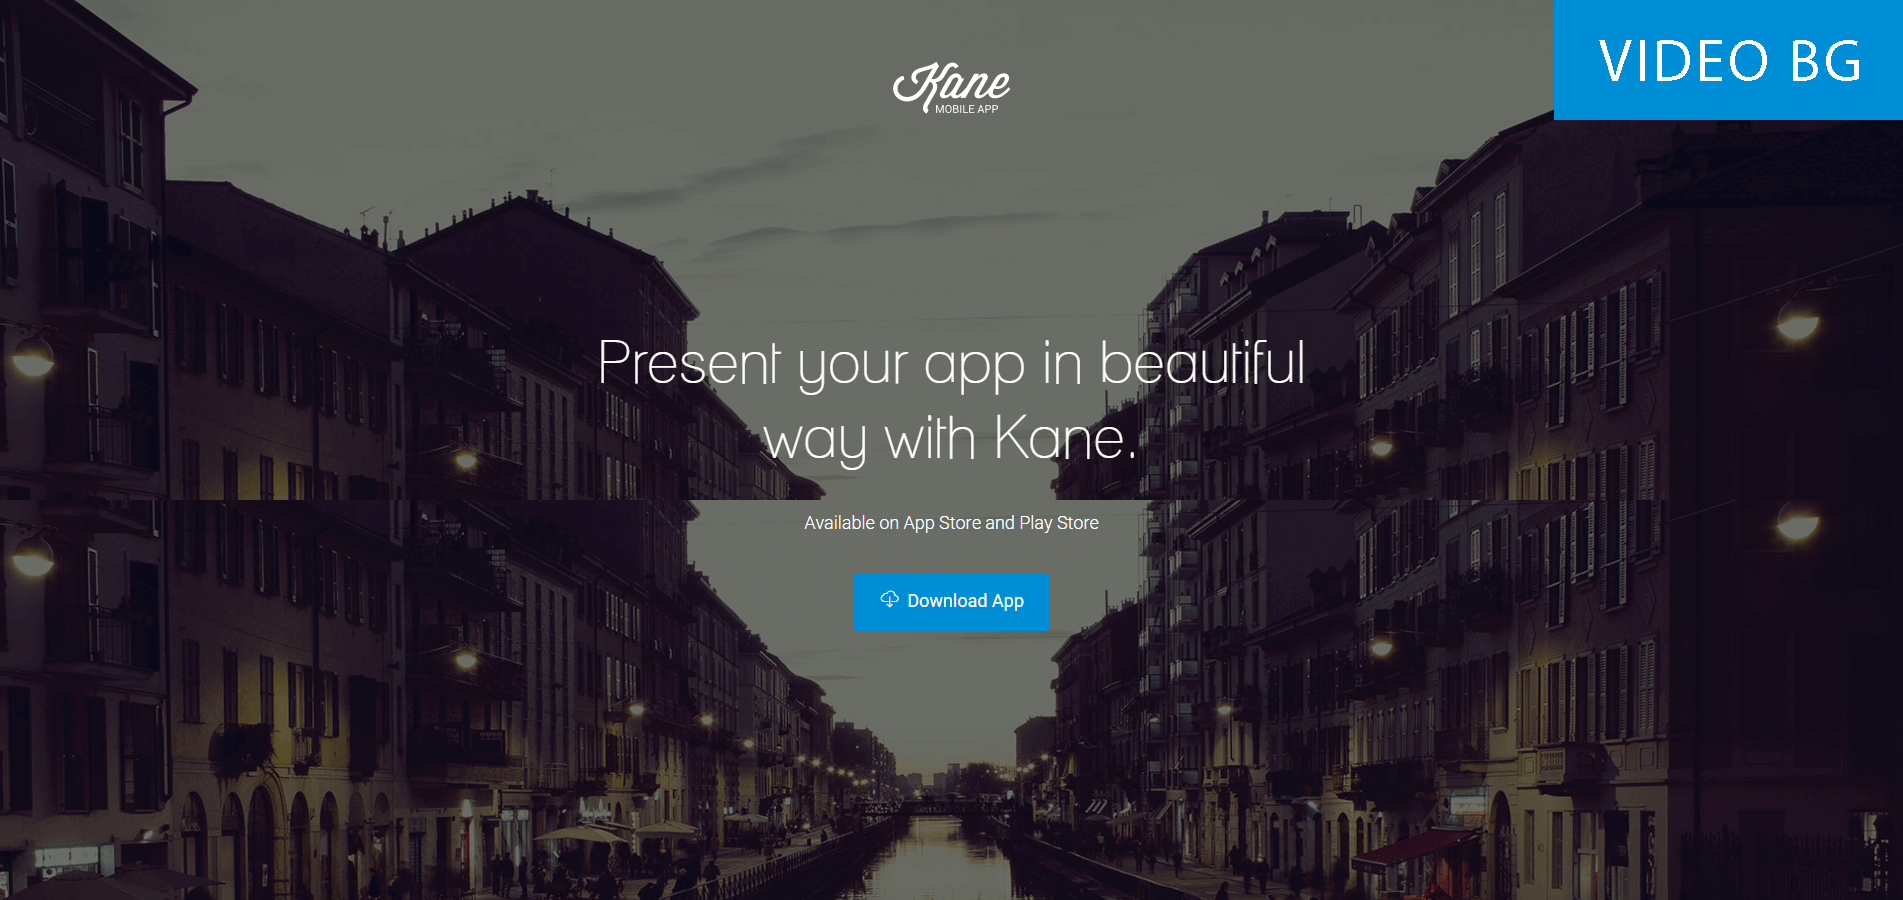 VIDEO BG
Kane
MOBILE APP
Present your app in beautiful
way with Kane.
Available on App Store and Play Store
Download App